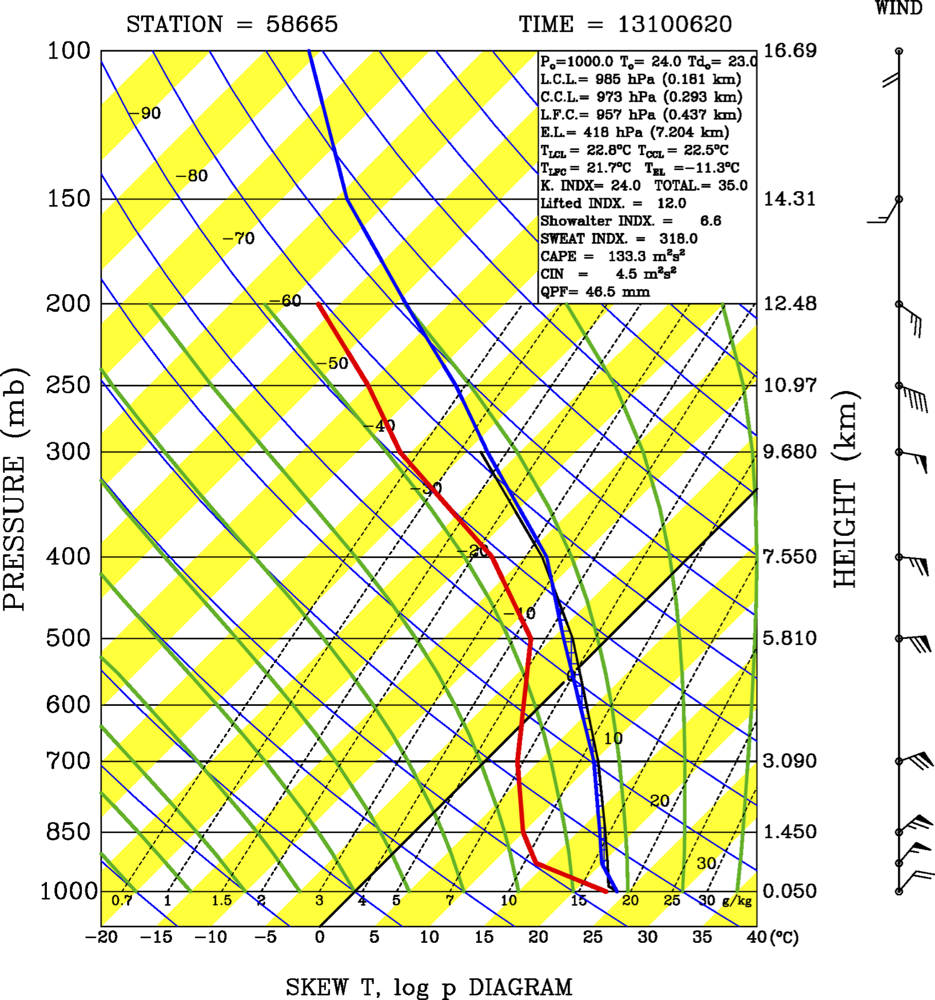 WIND
STATION = 58665
TIME = 13100620
100
150
200
250
300
400
500
600
700
850
1000
PRESSURE (mb)
-90
-80
-70
-60
-50
-40
-30
-20
-10
0
10
20
30
P₀=1000.0 T₀= 24.0 Td₀= 23.0
L.C.L.= 985 hPa (0.181 km)
C.C.L.= 973 hPa (0.293 km)
L.F.C.= 957 hPa (0.437 km)
E.L.= 418 hPa (7.204 km)
T_LCL = 22.8°C T_CCL = 22.5°C
T_LFC = 21.7°C T_EL =-11.3°C
K. INDX= 24.0 TOTAL.= 35.0
Lifted INDX. = 12.0
Showalter INDX. = 6.6
SWEAT INDX. = 318.0
CAPE = 133.3 m²s²
CIN = 4.5 m²s²
QPF= 46.5 mm
16.69
14.31
12.48
10.97
9.680
7.550
5.810
3.090
1.450
0.050
HEIGHT (km)
0.7 1 1.5 2 3 4 5 7 10 15 20 25 30 g/kg
-20 -15 -10 -5 0 5 10 15 20 25 30 35 40 (°C)
SKEW T, log p DIAGRAM